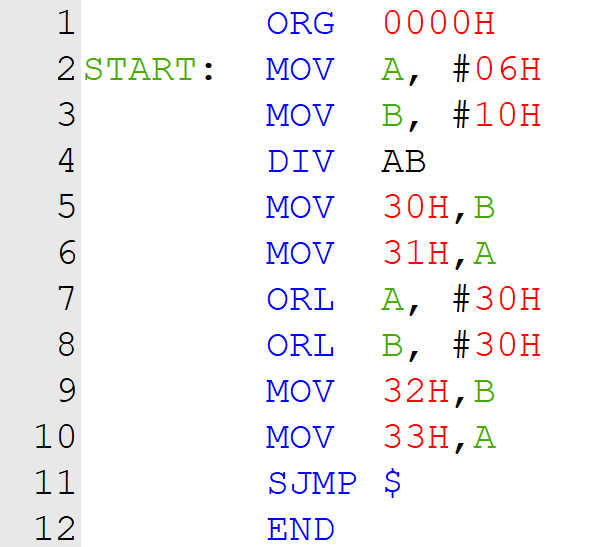 1 ORG 0000H
2 START: MOV A, #06H
3 MOV B, #10H
4 DIV AB
5 MOV 30H,B
6 MOV 31H,A
7 ORL A, #30H
8 ORL B, #30H
9 MOV 32H,B
10 MOV 33H,A
11 SJMP $
12 END